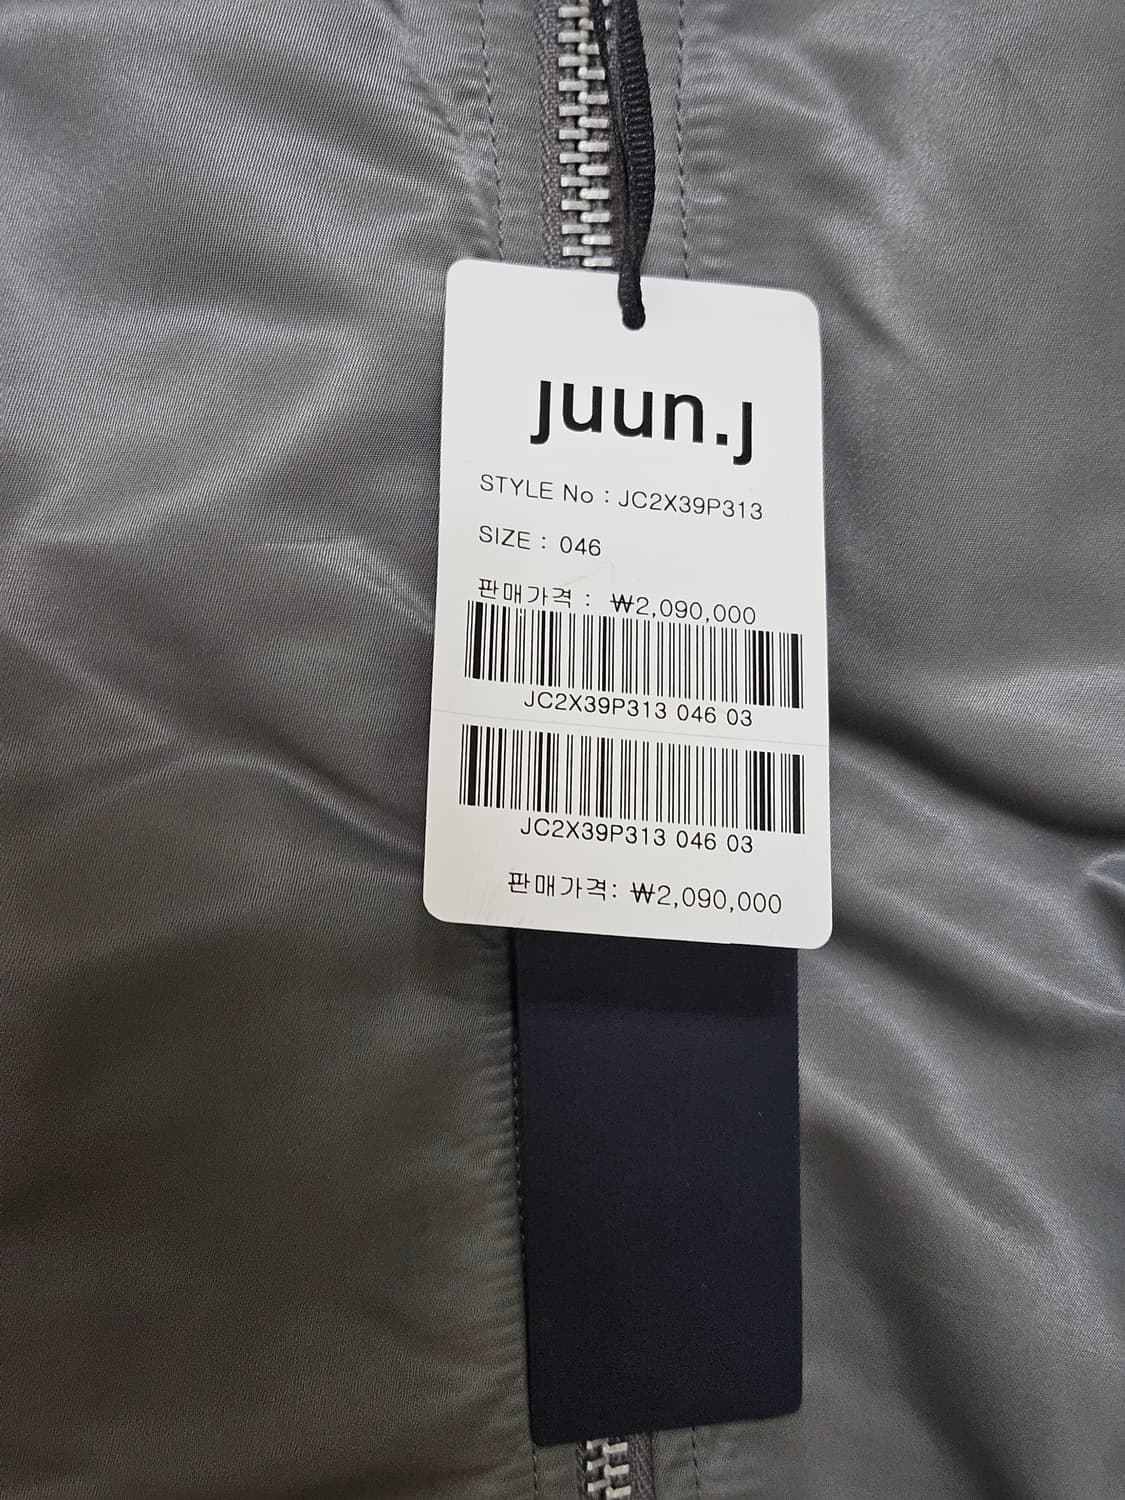 juun.j
STYLE No : JC2X39P313
SIZE : 046
판매가격 : ₩2,090,000
JC2X39P313 046 03
JC2X39P313 046 03
판매가격: ₩2,090,000